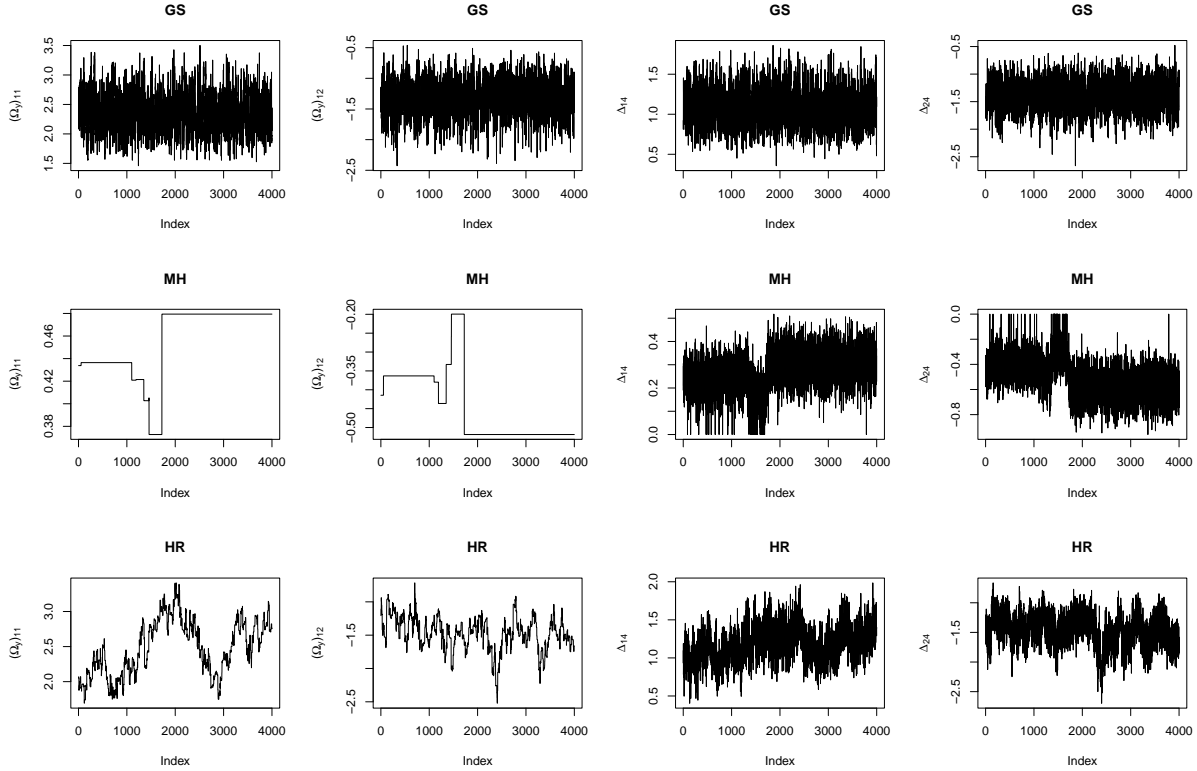 GS GS GS GS
(Ωy)11 1.5 2.0 2.5 3.0 3.5
(Ωy)12 −2.5 −1.5 −0.5
Δ14 0.5 1.0 1.5
Δ24 −2.5 −1.5 −0.5
0 1000 2000 3000 4000 0 1000 2000 3000 4000 0 1000 2000 3000 4000 0 1000 2000 3000 4000
Index Index Index Index
MH MH MH MH
(Ωy)11 0.38 0.42 0.46
(Ωy)12 −0.50 −0.35 −0.20
Δ14 0.0 0.2 0.4
Δ24 −0.8 −0.4 0.0
0 1000 2000 3000 4000 0 1000 2000 3000 4000 0 1000 2000 3000 4000 0 1000 2000 3000 4000
Index Index Index Index
HR HR HR HR
(Ωy)11 2.0 2.5 3.0
(Ωy)12 −2.5 −1.5
Δ14 0.5 1.0 1.5 2.0
Δ24 −2.5 −1.5
0 1000 2000 3000 4000 0 1000 2000 3000 4000 0 1000 2000 3000 4000 0 1000 2000 3000 4000
Index Index Index Index